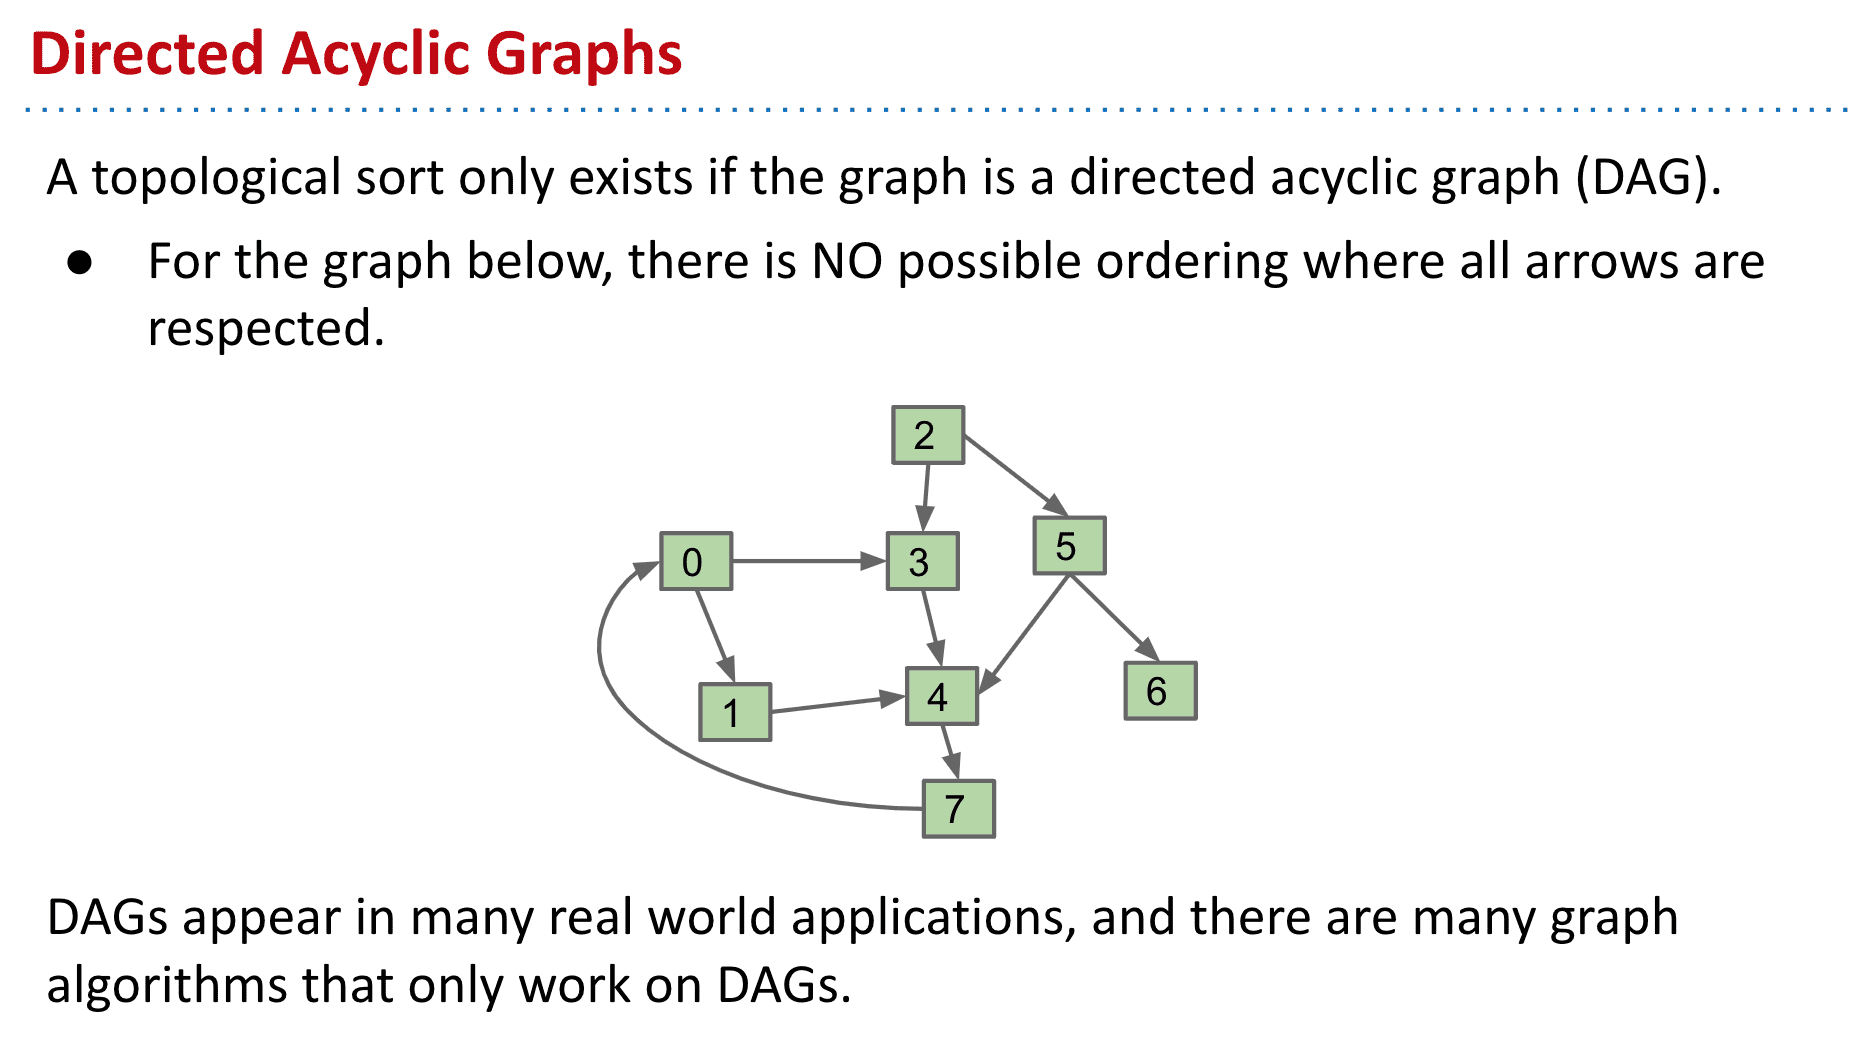 Directed Acyclic Graphs
A topological sort only exists if the graph is a directed acyclic graph (DAG).
● For the graph below, there is NO possible ordering where all arrows are
respected.
2
5
0
3
6
4
1
7
DAGs appear in many real world applications, and there are many graph
algorithms that only work on DAGs.